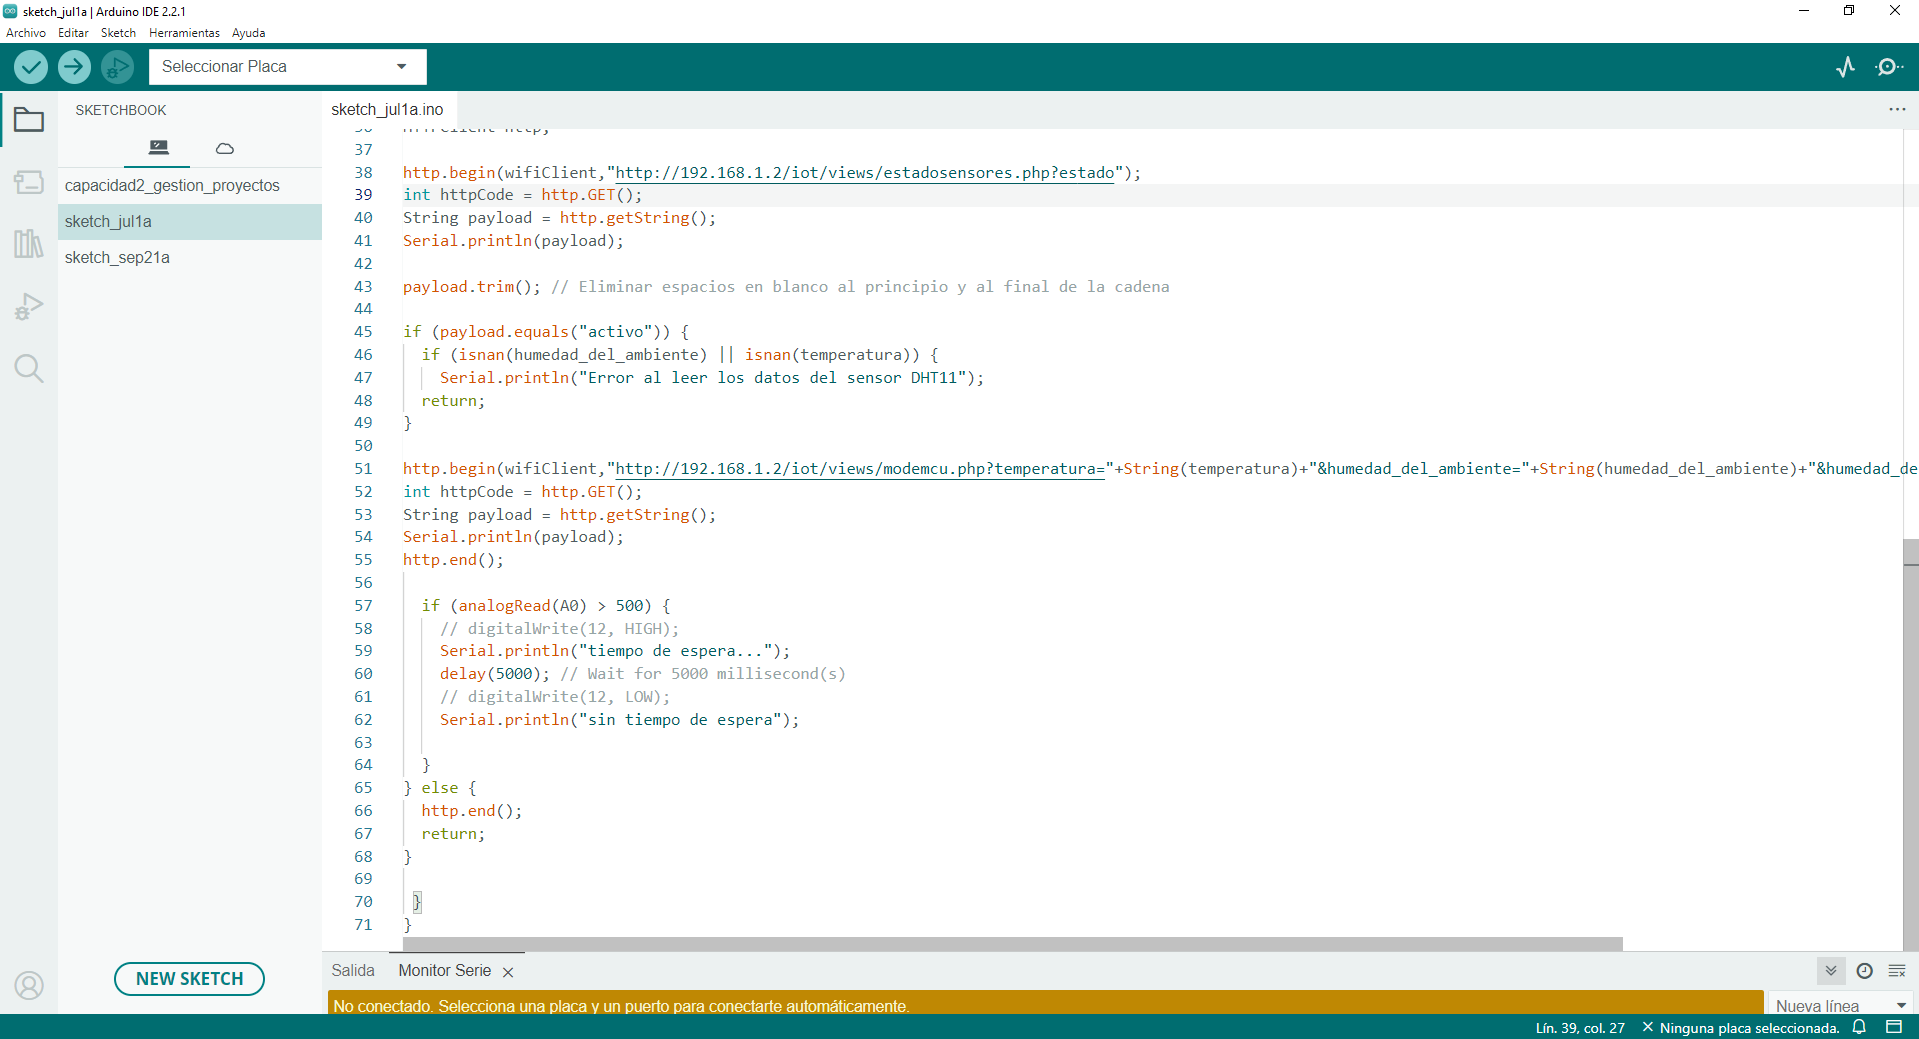 sketch_jul1a | Arduino IDE 2.2.1
Archivo Editar Sketch Herramientas Ayuda
Seleccionar Placa
SKETCHBOOK
capacidad2_gestion_proyectos
sketch_jul1a
sketch_sep21a
NEW SKETCH
sketch_jul1a.ino
37
38 http.begin(wifiClient,"http://192.168.1.2/iot/views/estadosensores.php?estado");
39 int httpCode = http.GET();
40 String payload = http.getString();
41 Serial.println(payload);
42
43 payload.trim(); // Eliminar espacios en blanco al principio y al final de la cadena
44
45 if (payload.equals("activo")) {
46 if (isnan(humedad_del_ambiente) || isnan(temperatura)) {
47 Serial.println("Error al leer los datos del sensor DHT11");
48 return;
49 }
50
51 http.begin(wifiClient,"http://192.168.1.2/iot/views/modemcu.php?temperatura="+String(temperatura)+"&humedad_del_ambiente="+String(humedad_del_ambiente)+"&humedad_de
52 int httpCode = http.GET();
53 String payload = http.getString();
54 Serial.println(payload);
55 http.end();
56
57 if (analogRead(A0) > 500) {
58 // digitalWrite(12, HIGH);
59 Serial.println("tiempo de espera...");
60 delay(5000); // Wait for 5000 millisecond(s)
61 // digitalWrite(12, LOW);
62 Serial.println("sin tiempo de espera");
63
64 }
65 } else {
66 http.end();
67 return;
68 }
69
70 }
71 }
Salida Monitor Serie
No conectado. Selecciona una placa y un puerto para conectarte automáticamente.
Nueva línea
Lín. 39, col. 27 Ninguna placa seleccionada.